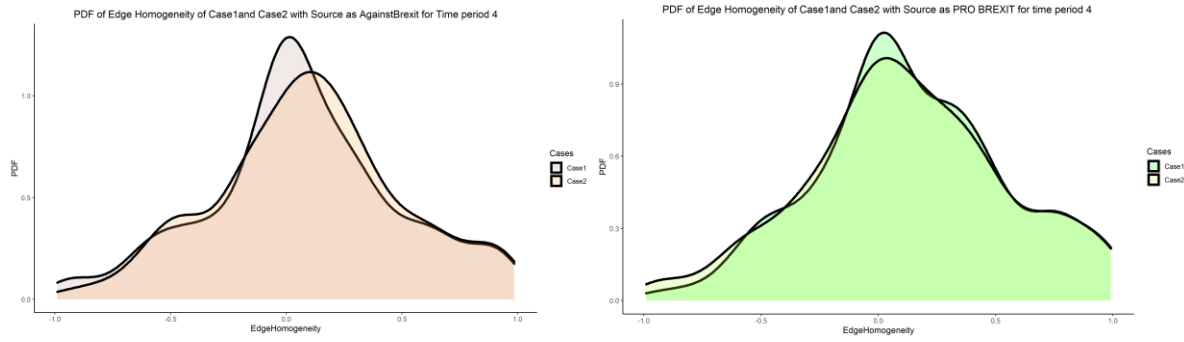 PDF of Edge Homogeneity of Case1and Case2 with Source as AgainstBrexit for Time period 4
1.0
0.5
0.0
PDF
-1.0
-0.5
0.0
0.5
1.0
EdgeHomogeneity
Cases
Case1
Case2
PDF of Edge Homogeneity of Case1and Case2 with Source as PRO BREXIT for time period 4
0.9
0.6
0.3
0.0
PDF
-1.0
-0.5
0.0
0.5
1.0
EdgeHomogeneity
Cases
Case1
Case2